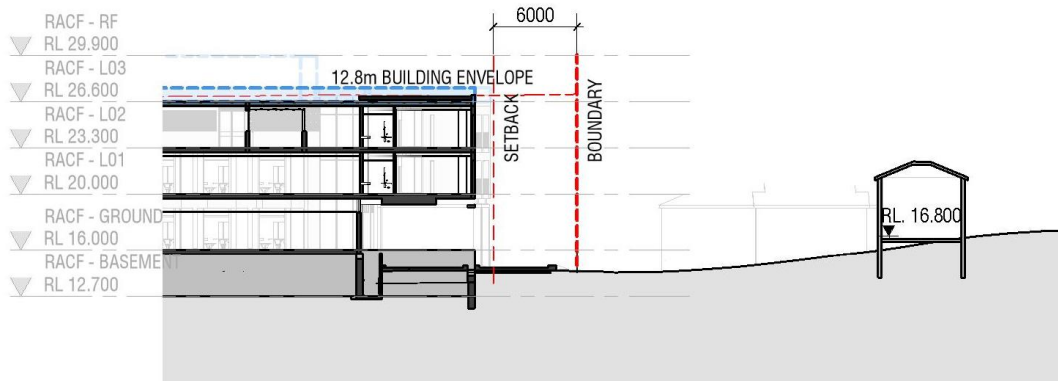 6000
RACF - RF
RL 29.900
RACF - L03
RL 26.600
12.8m BUILDING ENVELOPE
RACF - L02
RL 23.300
RACF - L01
RL 20.000
SETBACK
BOUNDARY
RACF - GROUND
RL 16.000
RL. 16.800
RACF - BASEMENT
RL 12.700